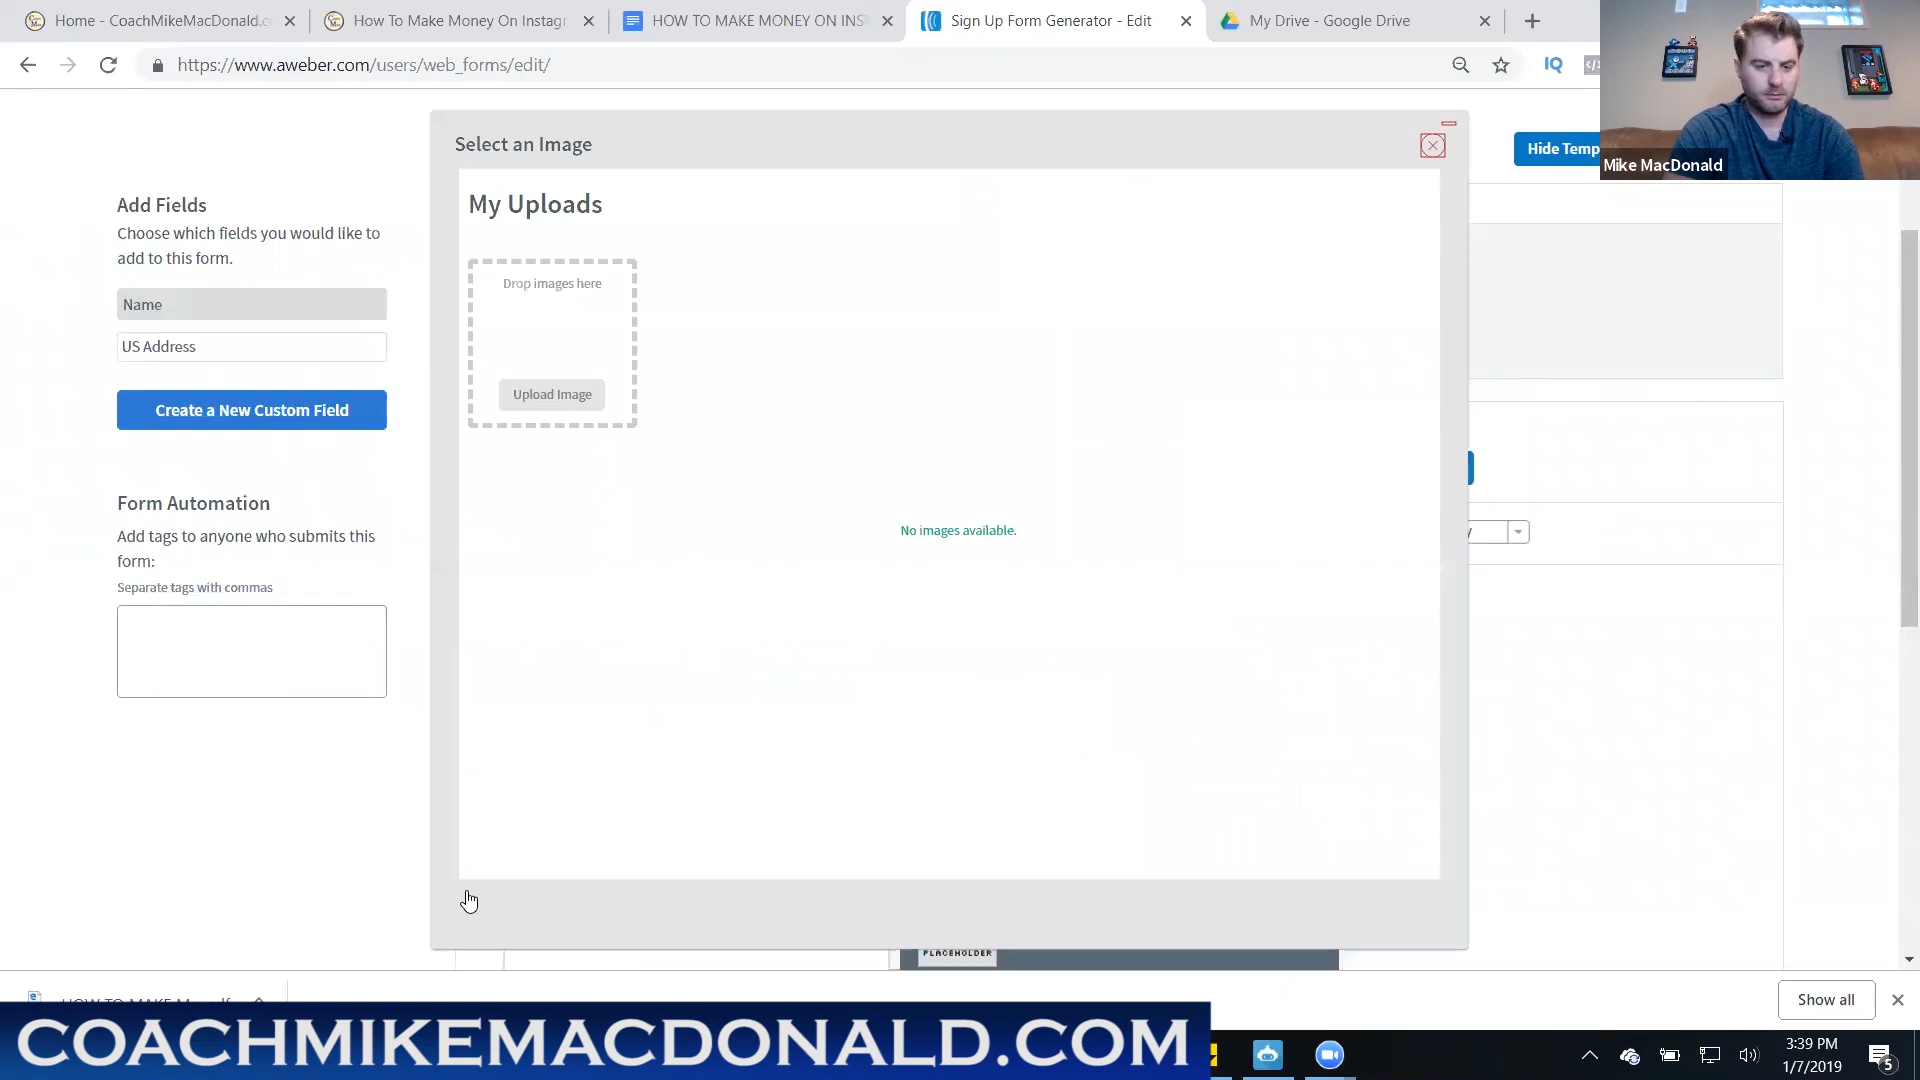 Home - CoachMikeMacDonald.c
How To Make Money On Instagr
HOW TO MAKE MONEY ON INS
Sign Up Form Generator - Edit
My Drive - Google Drive
https://www.aweber.com/users/web_forms/edit/
IQ
Mike MacDonald
Hide Temp
Select an Image
My Uploads
Drop images here
Upload Image
No images available.
Add Fields
Choose which fields you would like to
add to this form.
Name
US Address
Create a New Custom Field
Form Automation
Add tags to anyone who submits this
form:
Separate tags with commas
PLACEHOLDER
Show all
COACHMIKEMACDONALD.COM
3:39 PM
1/7/2019
5